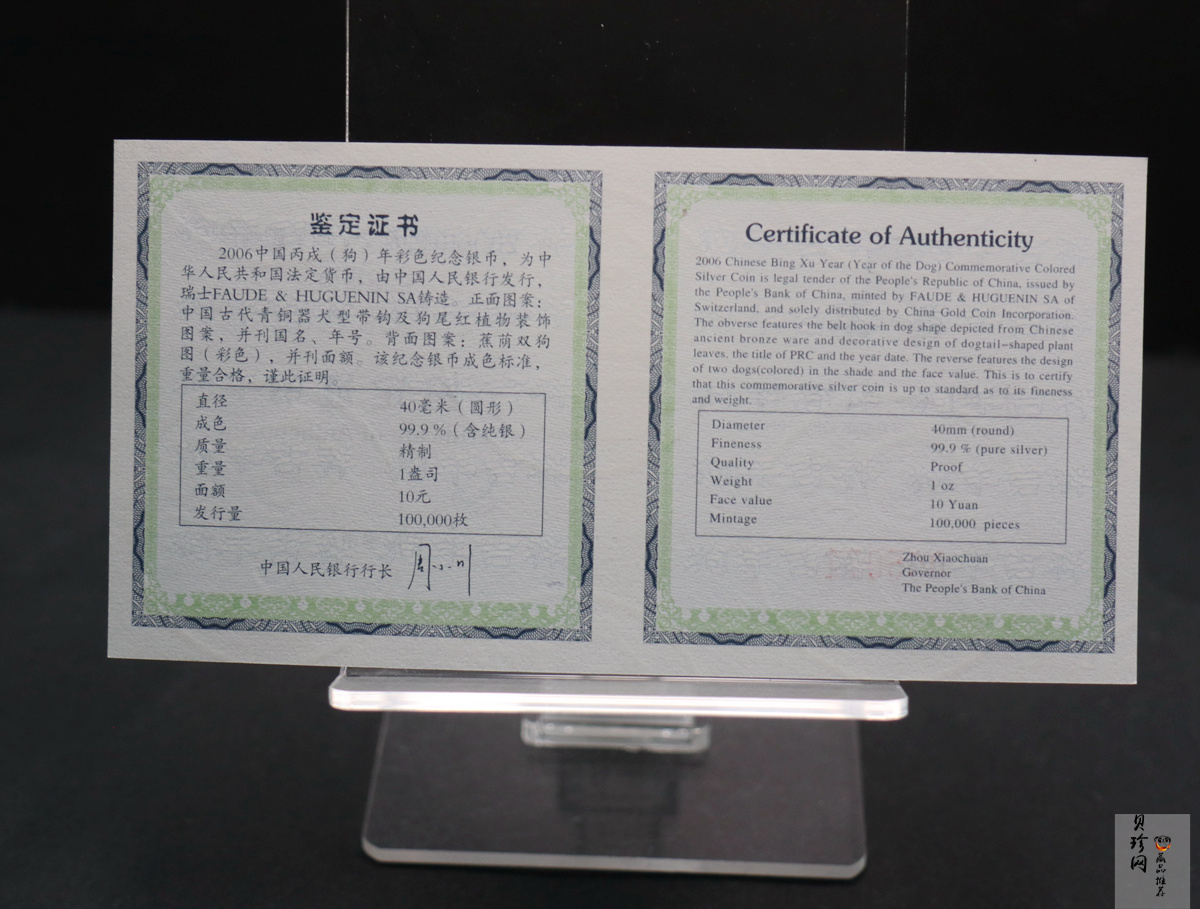 鉴定证书
2006中国丙戌（狗）年彩色纪念银币，为中
华人民共和国法定货币，由中国人民银行发行，
瑞士FAUDE & HUGUENIN SA铸造。正面图案：
中国古代青铜器犬型带钩及狗尾红植物装饰
图案，并刊国名、年号。背面图案：蕉荫双狗
图（彩色），并刊面额。该纪念银币成色标准，
重量合格，谨此证明。
直径 40毫米（圆形）
成色 99.9%（含纯银）
质量 精制
重量 1盎司
面额 10元
发行量 100,000枚
中国人民银行行长 周小川
Certificate of Authenticity
2006 Chinese Bing Xu Year (Year of the Dog) Commemorative Colored
Silver Coin is legal tender of the People's Republic of China, issued by
the People's Bank of China, minted by FAUDE & HUGUENIN SA of
Switzerland, and solely distributed by China Gold Coin Incorporation.
The obverse features the belt hook in dog shape depicted from Chinese
ancient bronze ware and decorative design of dogtail-shaped plant
leaves, the title of PRC and the year date. The reverse features the design
of two dogs(colored) in the shade and the face value. This is to certify
that this commemorative silver coin is up to standard as to its fineness
and weight.
Diameter 40mm (round)
Fineness 99.9 % (pure silver)
Quality Proof
Weight 1 oz
Face value 10 Yuan
Mintage 100,000 pieces
Zhou Xiaochuan
Governor
The People's Bank of China
贝珍网
藏品推荐